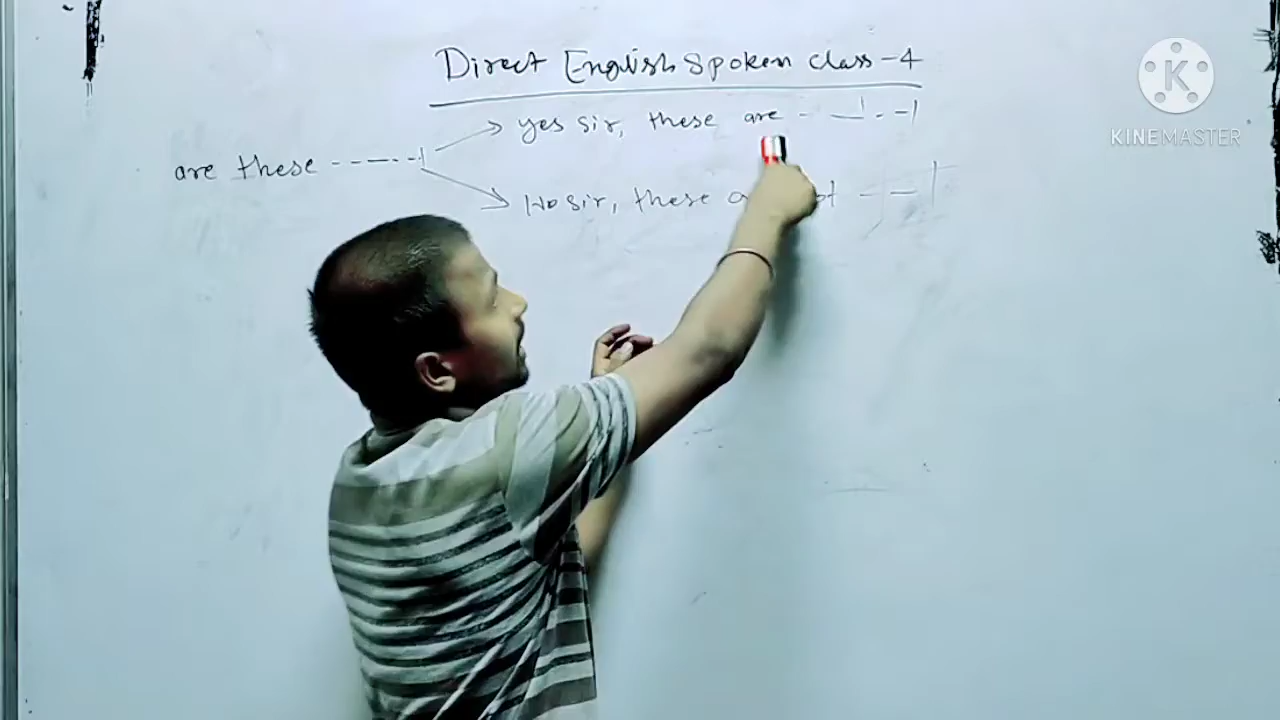 Direct English Spoken class-4
yes sir, these are - - - - -
are these - - - - - -
No sir, these - - -
K
KINEMASTER